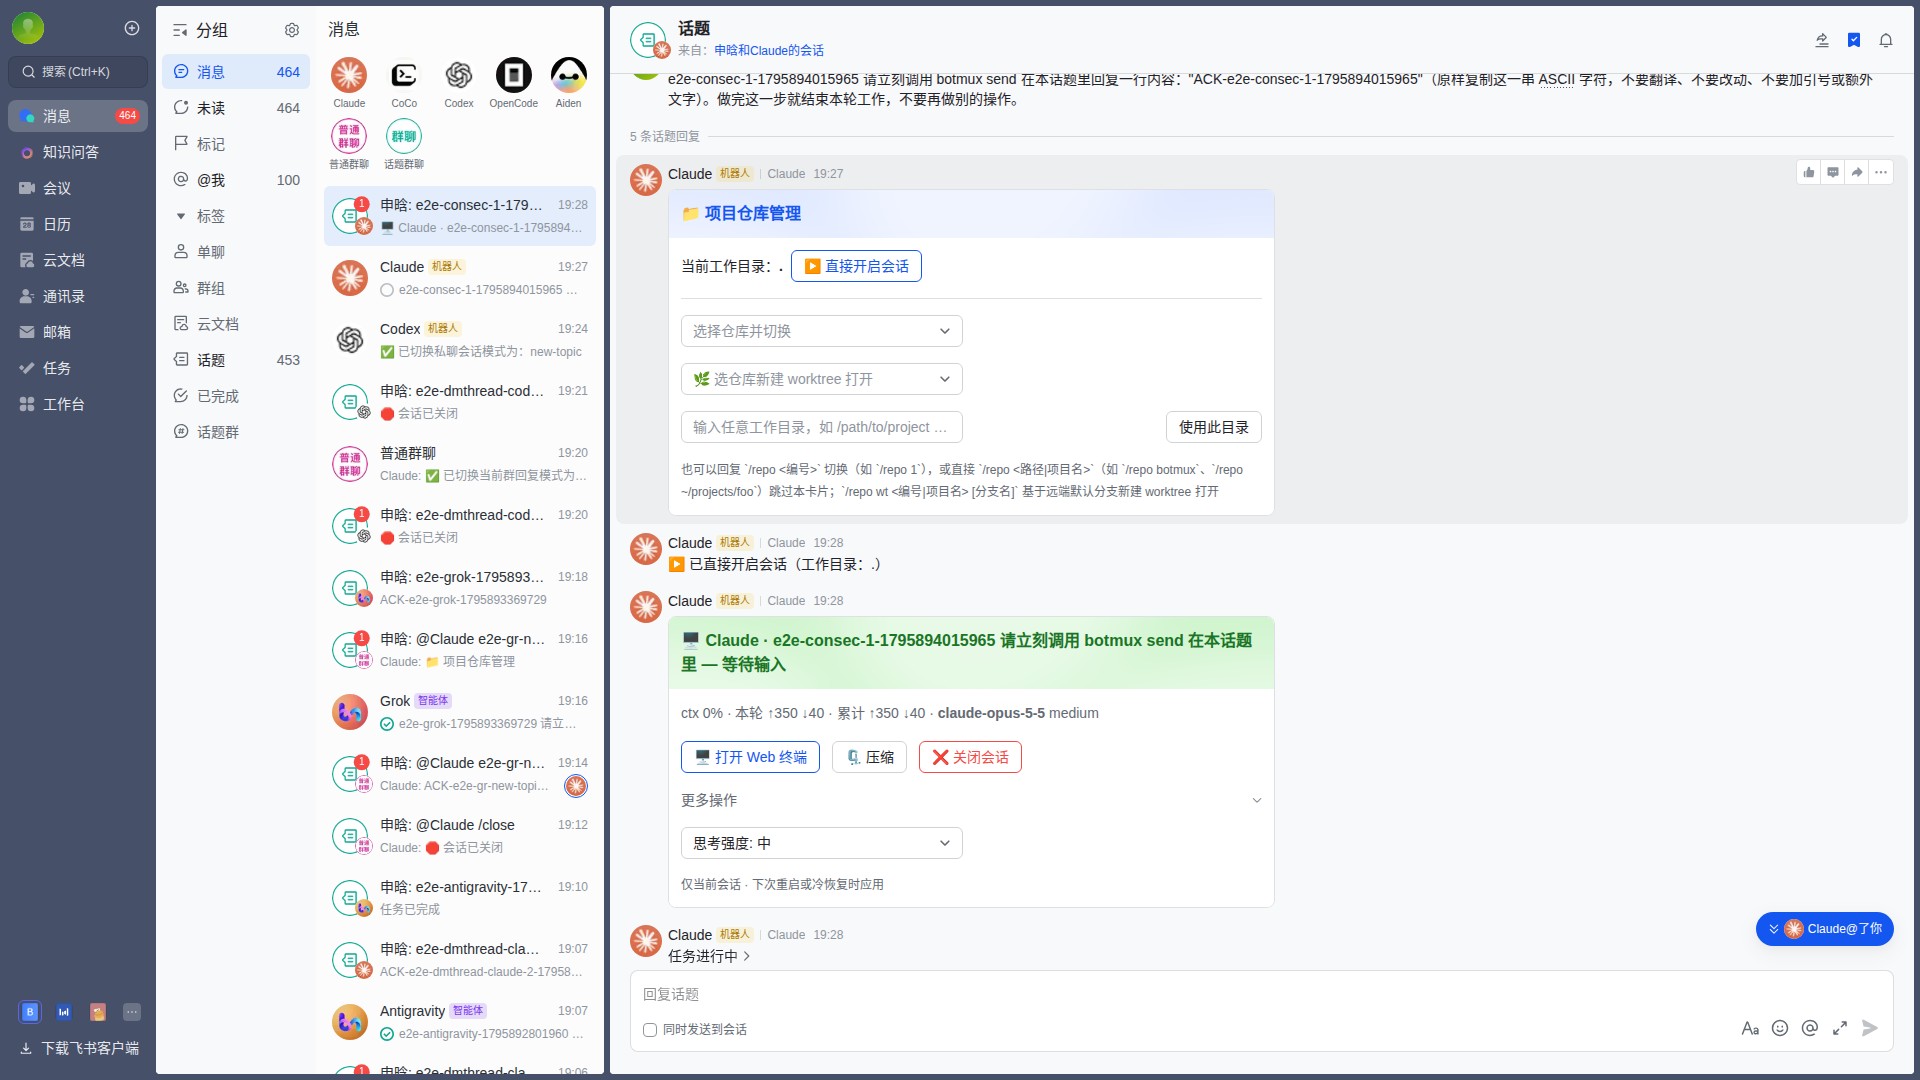 搜索 (Ctrl+K)
消息 464
知识问答
会议
日历
云文档
通讯录
邮箱
任务
工作台
下载飞书客户端
分组
消息 464
未读 464
标记
@我 100
标签
单聊
群组
云文档
话题 453
已完成
话题群
消息
Claude
CoCo
Codex
OpenCode
Aiden
普通群聊
普通群聊
群聊
话题群聊
1
申晗: e2e-consec-1-179… 19:28
🖥️ Claude · e2e-consec-1-1795894…
Claude 机器人 19:27
e2e-consec-1-1795894015965 …
Codex 机器人 19:24
✅ 已切换私聊会话模式为：new-topic
申晗: e2e-dmthread-cod… 19:21
🛑 会话已关闭
普通群聊
普通群聊 19:20
Claude: ✅ 已切换当前群回复模式为…
1
申晗: e2e-dmthread-cod… 19:20
🛑 会话已关闭
申晗: e2e-grok-1795893… 19:18
ACK-e2e-grok-1795893369729
1
申晗: @Claude e2e-gr-n… 19:16
Claude: 📁 项目仓库管理
Grok 智能体 19:16
e2e-grok-1795893369729 请立…
1
申晗: @Claude e2e-gr-n… 19:14
Claude: ACK-e2e-gr-new-topi…
申晗: @Claude /close 19:12
Claude: 🛑 会话已关闭
申晗: e2e-antigravity-17… 19:10
任务已完成
申晗: e2e-dmthread-cla… 19:07
ACK-e2e-dmthread-claude-2-17958…
Antigravity 智能体 19:07
e2e-antigravity-1795892801960 …
1
申晗: e2e-dmthread-cla… 19:06
话题
来自：申晗和Claude的会话
e2e-consec-1-1795894015965 请立刻调用 botmux send 在本话题里回复一行内容："ACK-e2e-consec-1-1795894015965"（原样复制这一串 ASCII 字符，不要翻译、不要改动、不要加引号或额外
文字）。做完这一步就结束本轮工作，不要再做别的操作。
5 条话题回复
Claude 机器人 Claude 19:27
📁 项目仓库管理
当前工作目录：. ▶️ 直接开启会话
选择仓库并切换
🌿 选仓库新建 worktree 打开
输入任意工作目录，如 /path/to/project … 使用此目录
也可以回复 `/repo <编号>` 切换（如 `/repo 1`），或直接 `/repo <路径|项目名>`（如 `/repo botmux`、`/repo
~/projects/foo`）跳过本卡片；`/repo wt <编号|项目名> [分支名]` 基于远端默认分支新建 worktree 打开
Claude 机器人 Claude 19:28
▶️ 已直接开启会话（工作目录：.）
Claude 机器人 Claude 19:28
🖥️ Claude · e2e-consec-1-1795894015965 请立刻调用 botmux send 在本话题
里 — 等待输入
ctx 0% · 本轮 ↑350 ↓40 · 累计 ↑350 ↓40 · claude-opus-5-5 medium
🖥️ 打开 Web 终端 🗜️ 压缩 ❌ 关闭会话
更多操作
思考强度: 中
仅当前会话 · 下次重启或冷恢复时应用
Claude@了你
Claude 机器人 Claude 19:28
任务进行中
回复话题
同时发送到会话